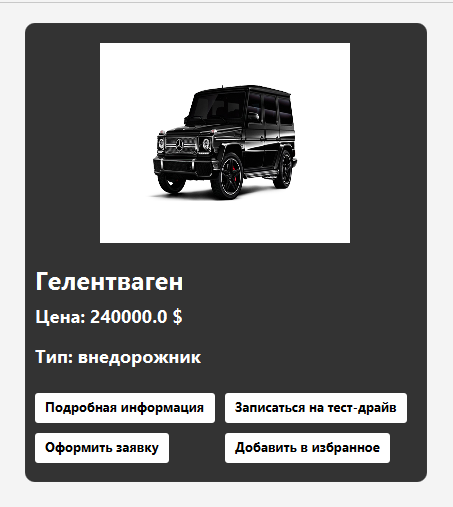 Гелентваген
Цена: 240000.0 $
Тип: внедорожник
Подробная информация
Записаться на тест-драйв
Оформить заявку
Добавить в избранное